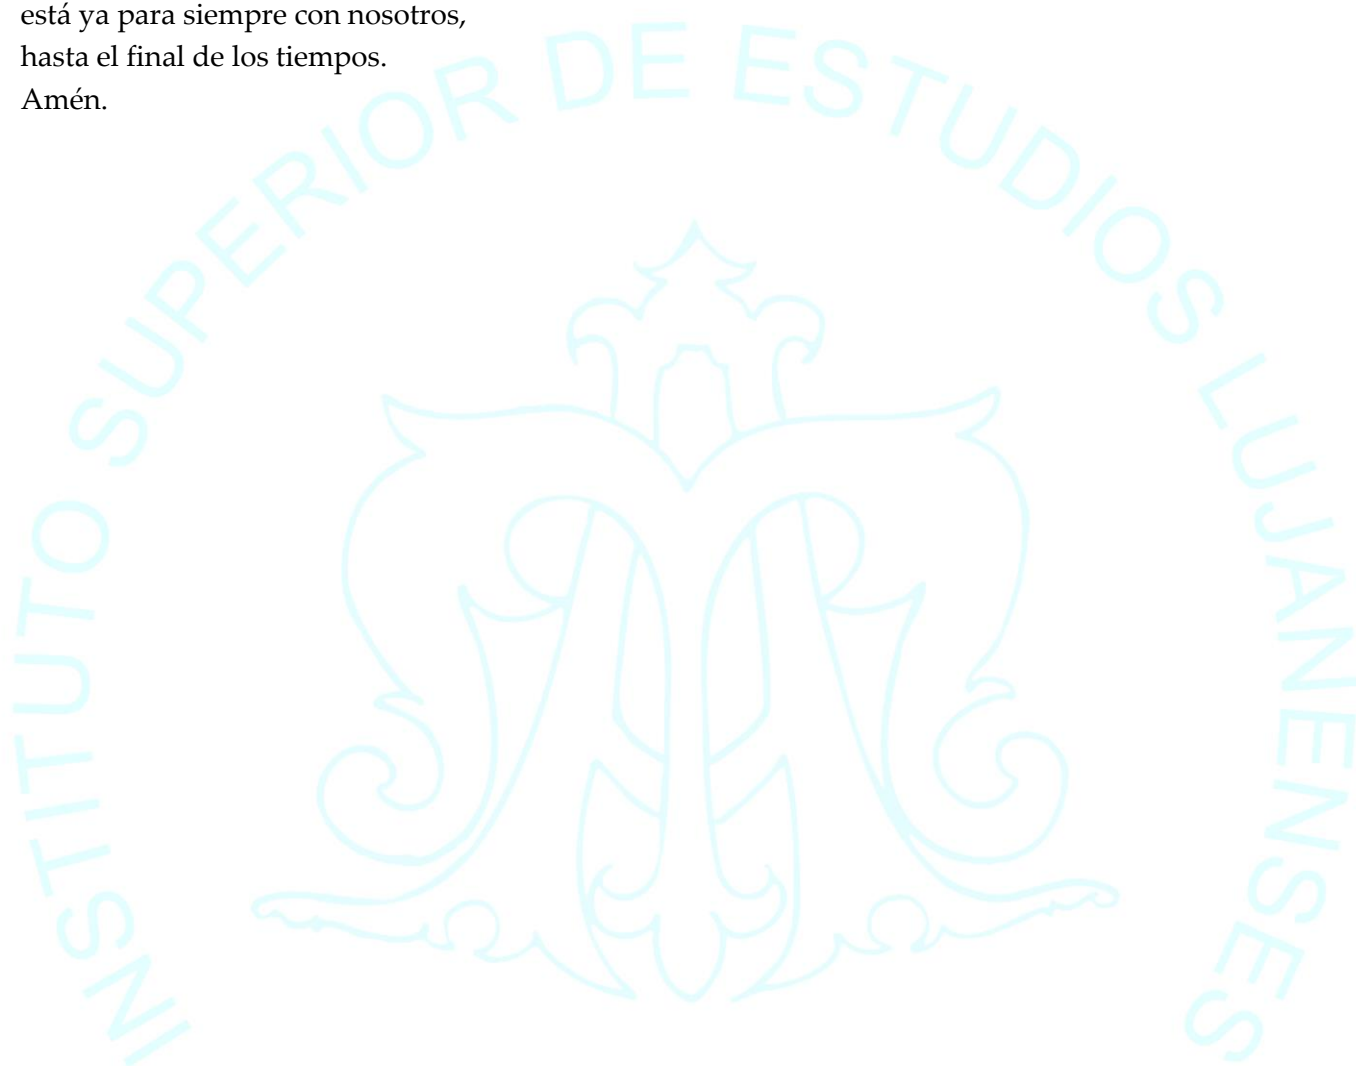 está ya para siempre con nosotros,
hasta el final de los tiempos.
Amén.
INSTITUTO SUPERIOR DE ESTUDIOS LUJANENSES